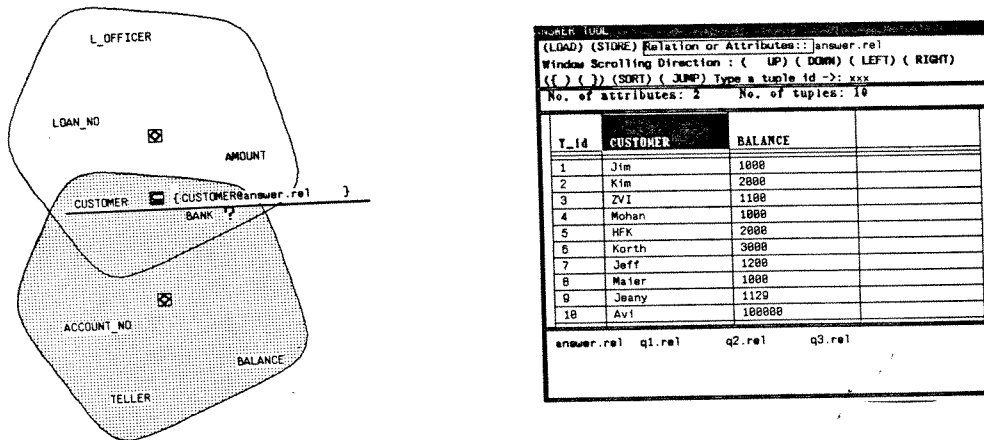 L_OFFICER
LOAN_NO
AMOUNT
CUSTOMER {CUSTOMER@answer.rel }
BANK ?
ACCOUNT_NO
BALANCE
TELLER
ANSWER TOOL
(LOAD) (STORE) Relation or Attributes:: answer.rel
Window Scrolling Direction : ( UP) ( DOWN) ( LEFT) ( RIGHT)
({ ) ( }) (SORT) ( JUMP) Type a tuple id ->: xxx
No. of attributes: 2 No. of tuples: 10
T_id CUSTOMER BALANCE
1 Jim 1000
2 Kim 2000
3 ZVI 1100
4 Mohan 1000
5 HFK 2000
6 Korth 3000
7 Jeff 1200
8 Maier 1000
9 Jeany 1129
10 Avi 100000
answer.rel q1.rel q2.rel q3.rel